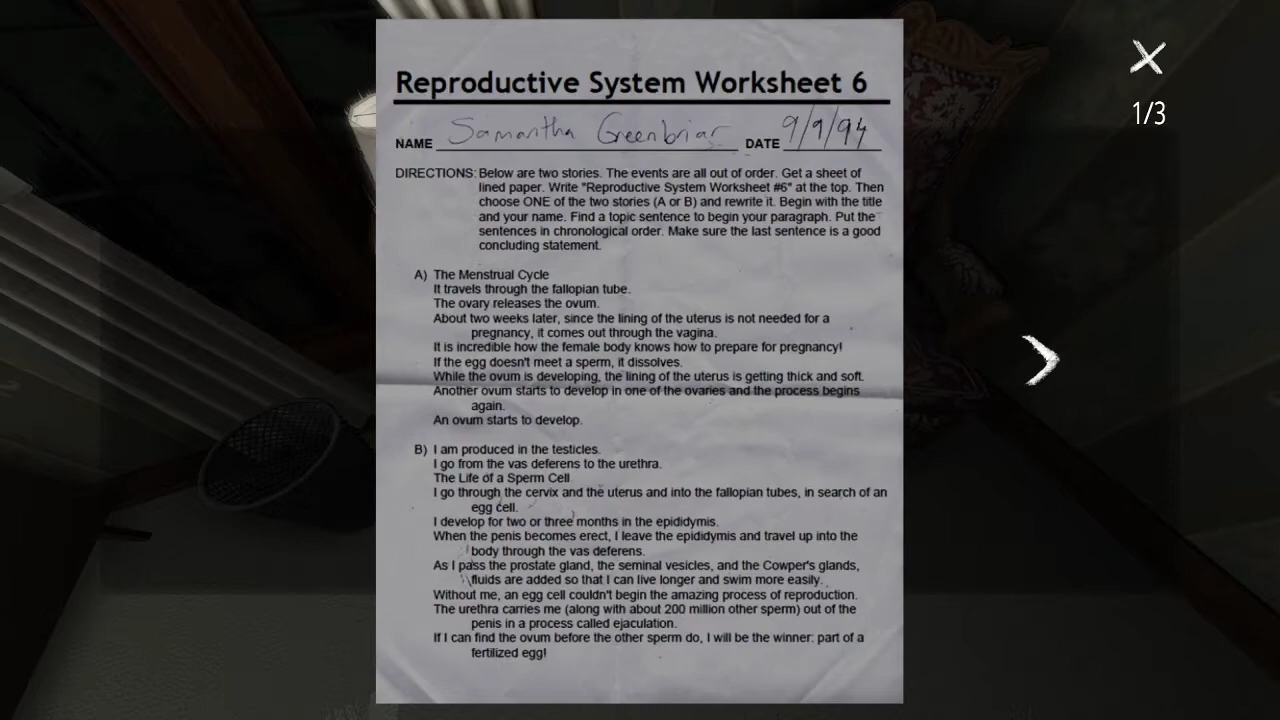 Reproductive System Worksheet 6
1/3
NAME Samantha Greenbriar DATE 9/9/94
DIRECTIONS: Below are two stories. The events are all out of order. Get a sheet of
lined paper. Write "Reproductive System Worksheet #6" at the top. Then
choose ONE of the two stories (A or B) and rewrite it. Begin with the title
and your name. Find a topic sentence to begin your paragraph. Put the
sentences in chronological order. Make sure the last sentence is a good
concluding statement.
A) The Menstrual Cycle
It travels through the fallopian tube.
The ovary releases the ovum.
About two weeks later, since the lining of the uterus is not needed for a
pregnancy, it comes out through the vagina.
It is incredible how the female body knows how to prepare for pregnancy!
If the egg doesn't meet a sperm, it dissolves.
While the ovum is developing, the lining of the uterus is getting thick and soft.
Another ovum starts to develop in one of the ovaries and the process begins
again.
An ovum starts to develop.
B) I am produced in the testicles.
I go from the vas deferens to the urethra.
The Life of a Sperm Cell
I go through the cervix and the uterus and into the fallopian tubes, in search of an
egg cell.
I develop for two or three months in the epididymis.
When the penis becomes erect, I leave the epididymis and travel up into the
body through the vas deferens.
As I pass the prostate gland, the seminal vesicles, and the Cowper's glands,
fluids are added so that I can live longer and swim more easily.
Without me, an egg cell couldn't begin the amazing process of reproduction.
The urethra carries me (along with about 200 million other sperm) out of the
penis in a process called ejaculation.
If I can find the ovum before the other sperm do, I will be the winner: part of a
fertilized egg!